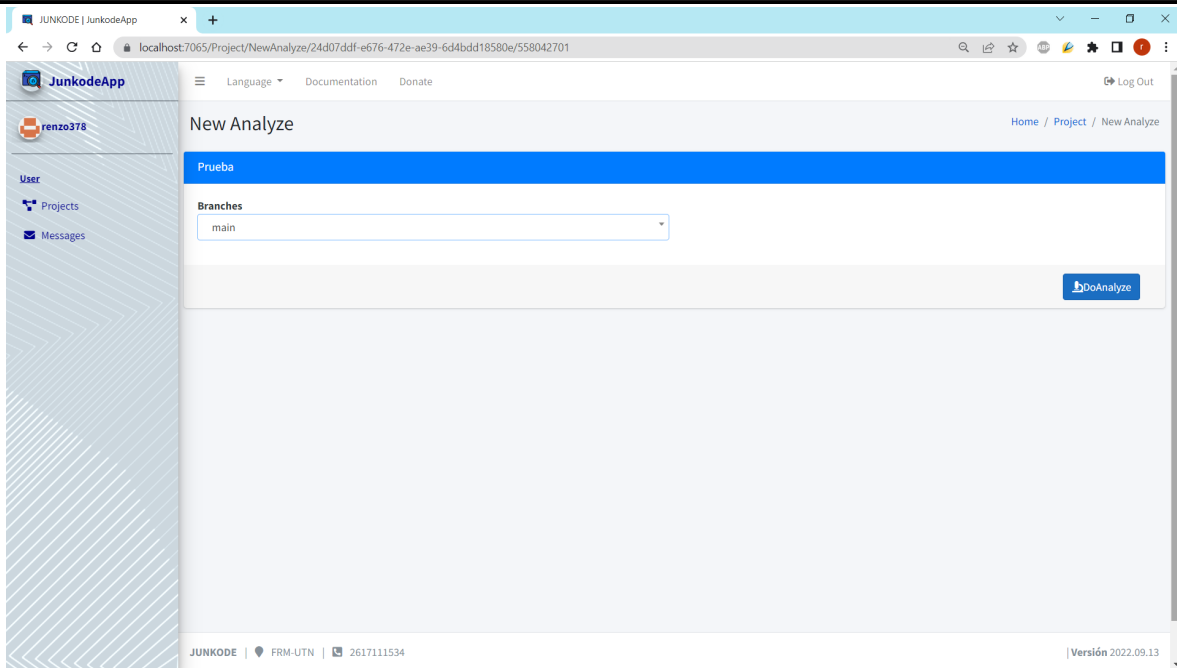 JUNKODE | JunkodeApp
localhost:7065/Project/NewAnalyze/24d07ddf-e676-472e-ae39-6d4bdd18580e/558042701
ABP
r
JunkodeApp
Language
Documentation
Donate
Log Out
renzo378
New Analyze
Home / Project / New Analyze
User
Projects
Messages
Prueba
Branches
main
DoAnalyze
JUNKODE | FRM-UTN | 2617111534
| Versión 2022.09.13